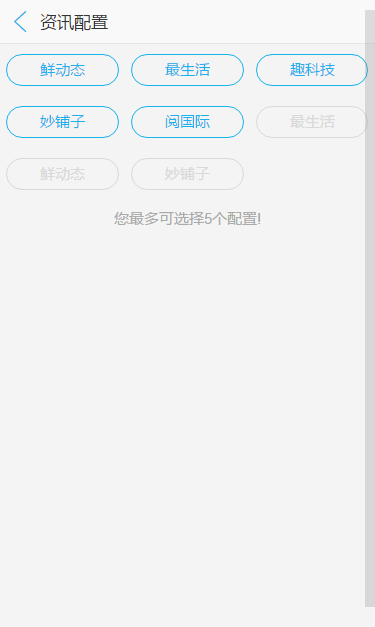 资讯配置
鲜动态 最生活 趣科技
妙铺子 阅国际 最生活
鲜动态 妙铺子
您最多可选择5个配置!